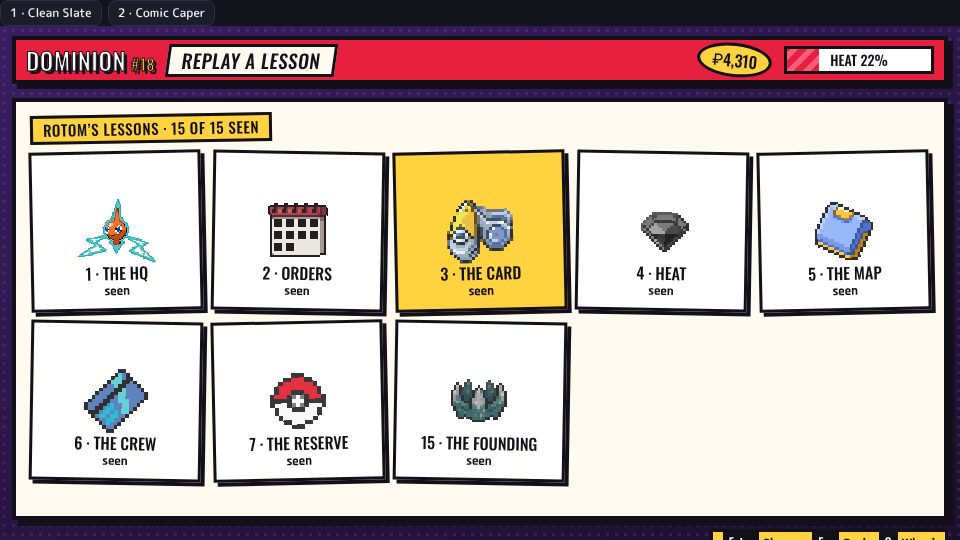 1 · Clean Slate
2 · Comic Caper
DOMINION #18
REPLAY A LESSON
₽4,310
HEAT 22%
ROTOM'S LESSONS · 15 OF 15 SEEN
1 · THE HQ
seen
2 · ORDERS
seen
3 · THE CARD
seen
4 · HEAT
seen
5 · THE MAP
seen
6 · THE CREW
seen
7 · THE RESERVE
seen
15 · THE FOUNDING
seen